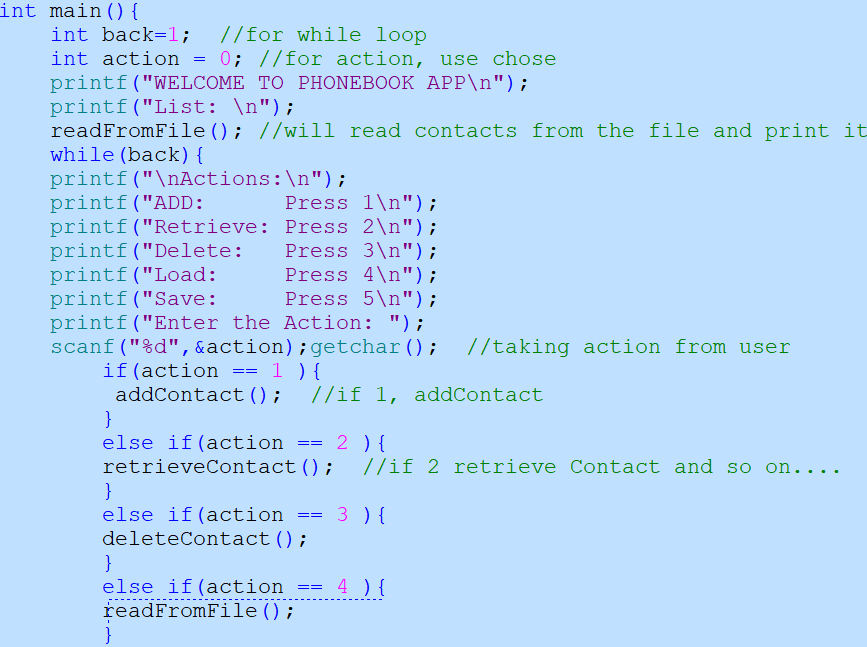 int main(){
    int back=1;  //for while loop
    int action = 0; //for action, use chose
    printf("WELCOME TO PHONEBOOK APP\n");
    printf("List: \n");
    readFromFile(); //will read contacts from the file and print it
    while(back){
    printf("\nActions:\n");
    printf("ADD:      Press 1\n");
    printf("Retrieve: Press 2\n");
    printf("Delete:   Press 3\n");
    printf("Load:     Press 4\n");
    printf("Save:     Press 5\n");
    printf("Enter the Action: ");
    scanf("%d",&action);getchar();  //taking action from user
        if(action == 1 ){
         addContact();  //if 1, addContact
        }
        else if(action == 2 ){
        retrieveContact();  //if 2 retrieve Contact and so on....
        }
        else if(action == 3 ){
        deleteContact();
        }
        else if(action == 4 ){
        readFromFile();
        }